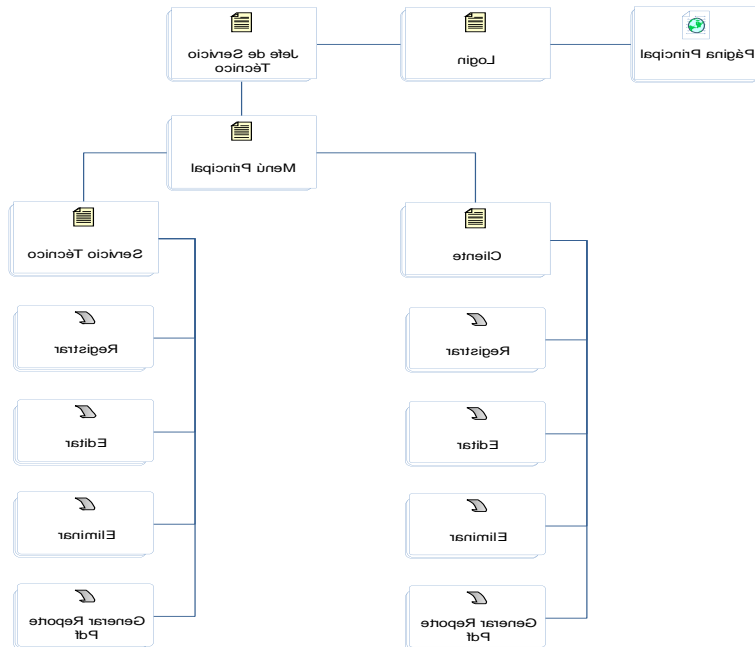 Página Principal
Login
Jefe de Servicio
Técnico
Menú Principal
Cliente
Registrar
Editar
Eliminar
Generar Reporte
Pdf
Servicio Técnico
Registrar
Editar
Eliminar
Generar Reporte
Pdf